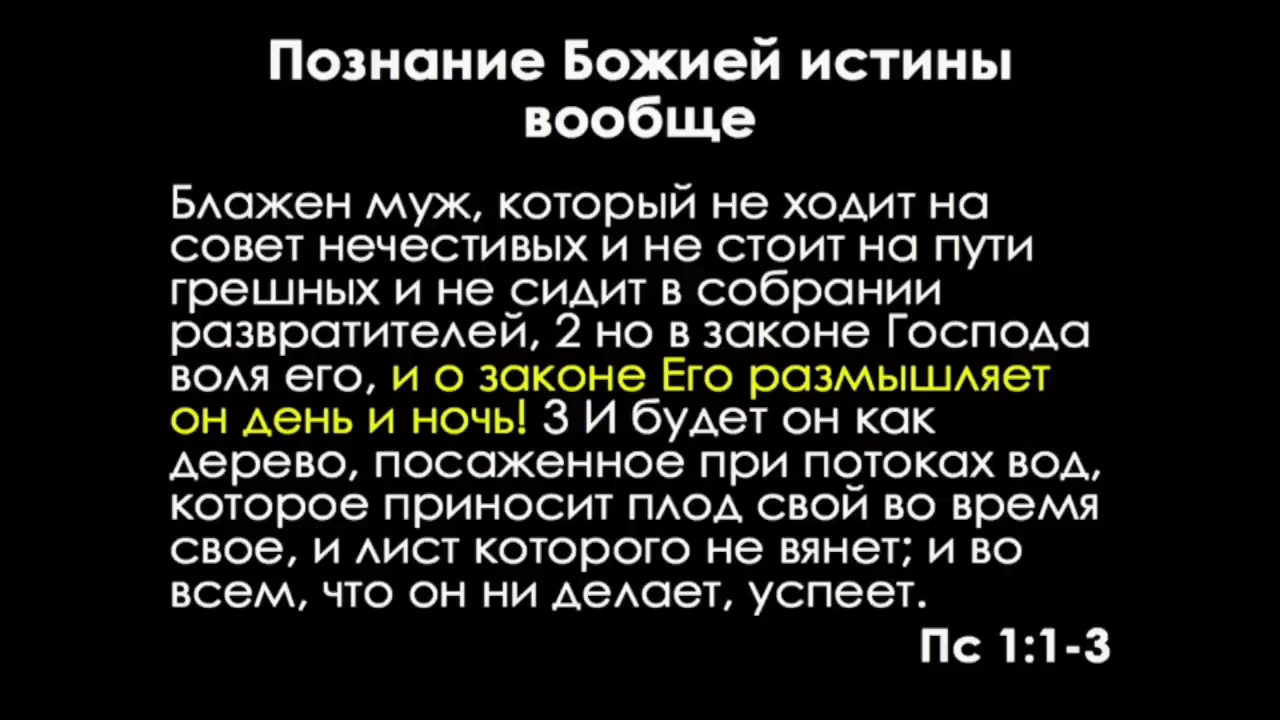 Познание Божией истины
вообще
Блажен муж, который не ходит на
совет нечестивых и не стоит на пути
грешных и не сидит в собрании
развратителей, 2 но в законе Господа
воля его, и о законе Его размышляет
он день и ночь! 3 И будет он как
дерево, посаженное при потоках вод,
которое приносит плод свой во время
свое, и лист которого не вянет; и во
всем, что он ни делает, успеет.
Пс 1:1-3